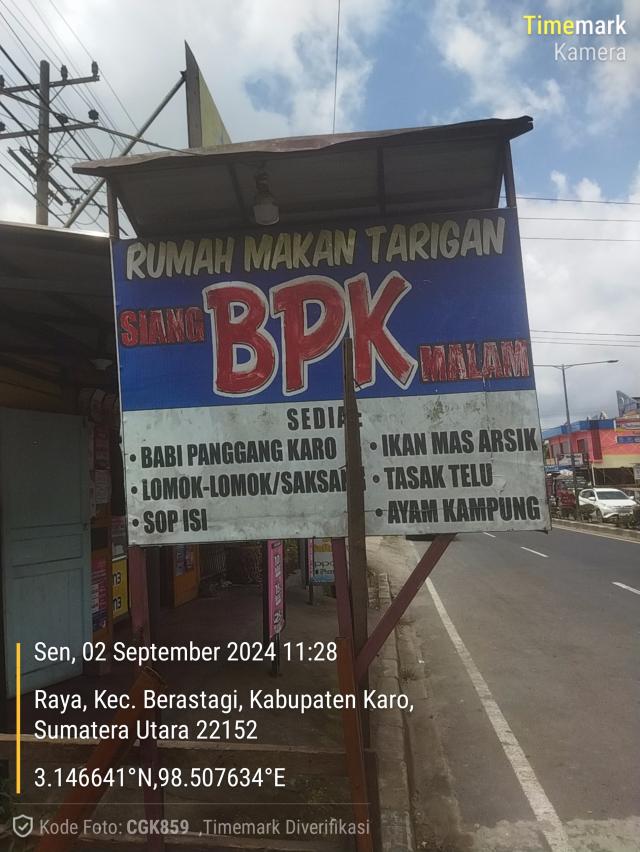 Timemark
Kamera
RUMAH MAKAN TARIGAN
SIANG BPK MALAM
SEDIA :
• BABI PANGGANG KARO
• LOMOK-LOMOK/SAKSA
• SOP ISI
• IKAN MAS ARSIK
• TASAK TELU
• AYAM KAMPUNG
Sen, 02 September 2024 11:28
Raya, Kec. Berastagi, Kabupaten Karo,
Sumatera Utara 22152
3.146641°N,98.507634°E
Kode Foto: CGK859 ,Timemark Diverifikasi